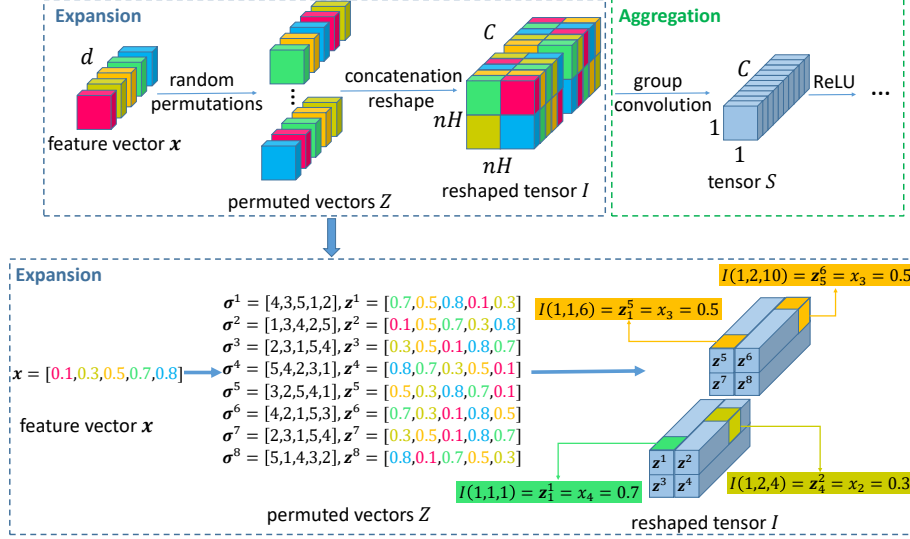 Expansion
d
random
permutations
feature vector x
⋮
permuted vectors Z
concatenation
reshape
C
nH
nH
reshaped tensor I
Aggregation
group
convolution
C
1
1
tensor S
ReLU
...
Expansion
x = [0.1,0.3,0.5,0.7,0.8]
feature vector x
σ¹ = [4,3,5,1,2], z¹ = [0.7,0.5,0.8,0.1,0.3]
σ² = [1,3,4,2,5], z² = [0.1,0.5,0.7,0.3,0.8]
σ³ = [2,3,1,5,4], z³ = [0.3,0.5,0.1,0.8,0.7]
σ⁴ = [5,4,2,3,1], z⁴ = [0.8,0.7,0.3,0.5,0.1]
σ⁵ = [3,2,5,4,1], z⁵ = [0.5,0.3,0.8,0.7,0.1]
σ⁶ = [4,2,1,5,3], z⁶ = [0.7,0.3,0.1,0.8,0.5]
σ⁷ = [2,3,1,5,4], z⁷ = [0.3,0.5,0.1,0.8,0.7]
σ⁸ = [5,1,4,3,2], z⁸ = [0.8,0.1,0.7,0.5,0.3]
permuted vectors Z
I(1,2,10) = z⁶₅ = x₃ = 0.5
I(1,1,6) = z⁵₁ = x₃ = 0.5
z⁵ z⁶
z⁷ z⁸
z¹ z²
z³ z⁴
I(1,1,1) = z¹₁ = x₄ = 0.7
I(1,2,4) = z²₄ = x₂ = 0.3
reshaped tensor I